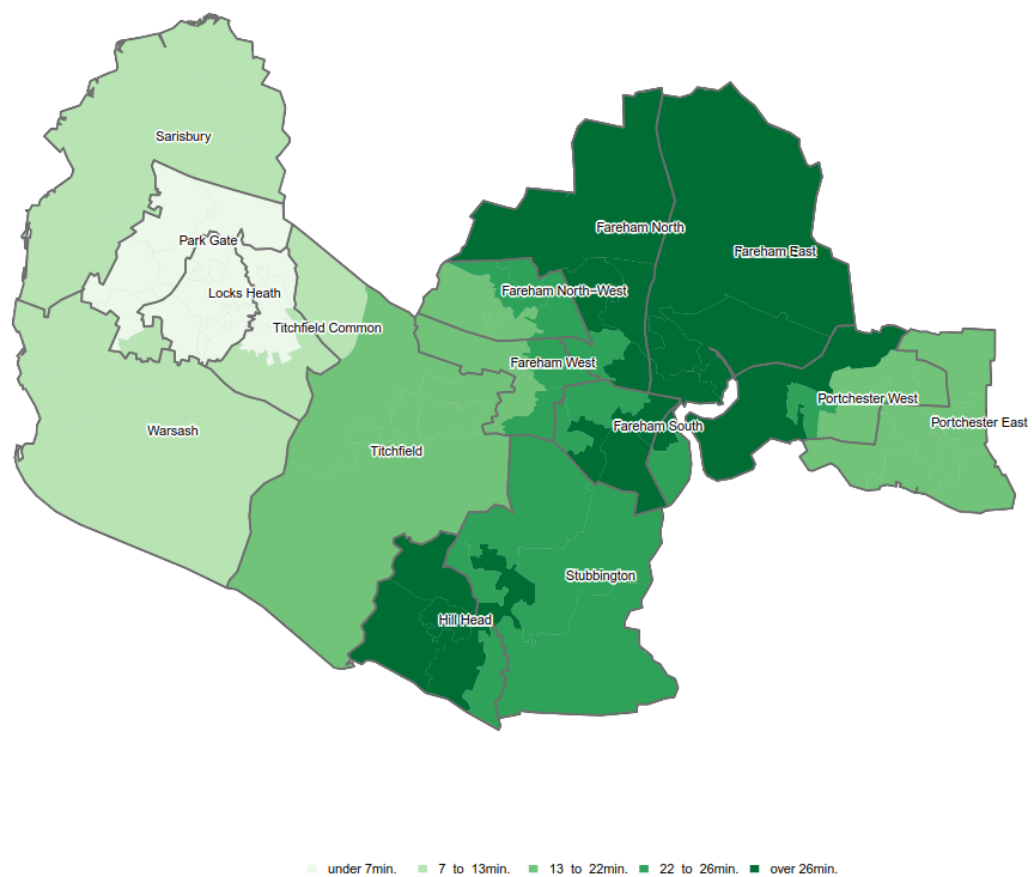 Sarisbury
Fareham North
Park Gate
Fareham East
Locks Heath
Fareham North-West
Titchfield Common
Fareham West
Portchester West
Portchester East
Fareham South
Warsash
Titchfield
Stubbington
Hill Head
under 7min.
7 to 13min.
13 to 22min.
22 to 26min.
over 26min.